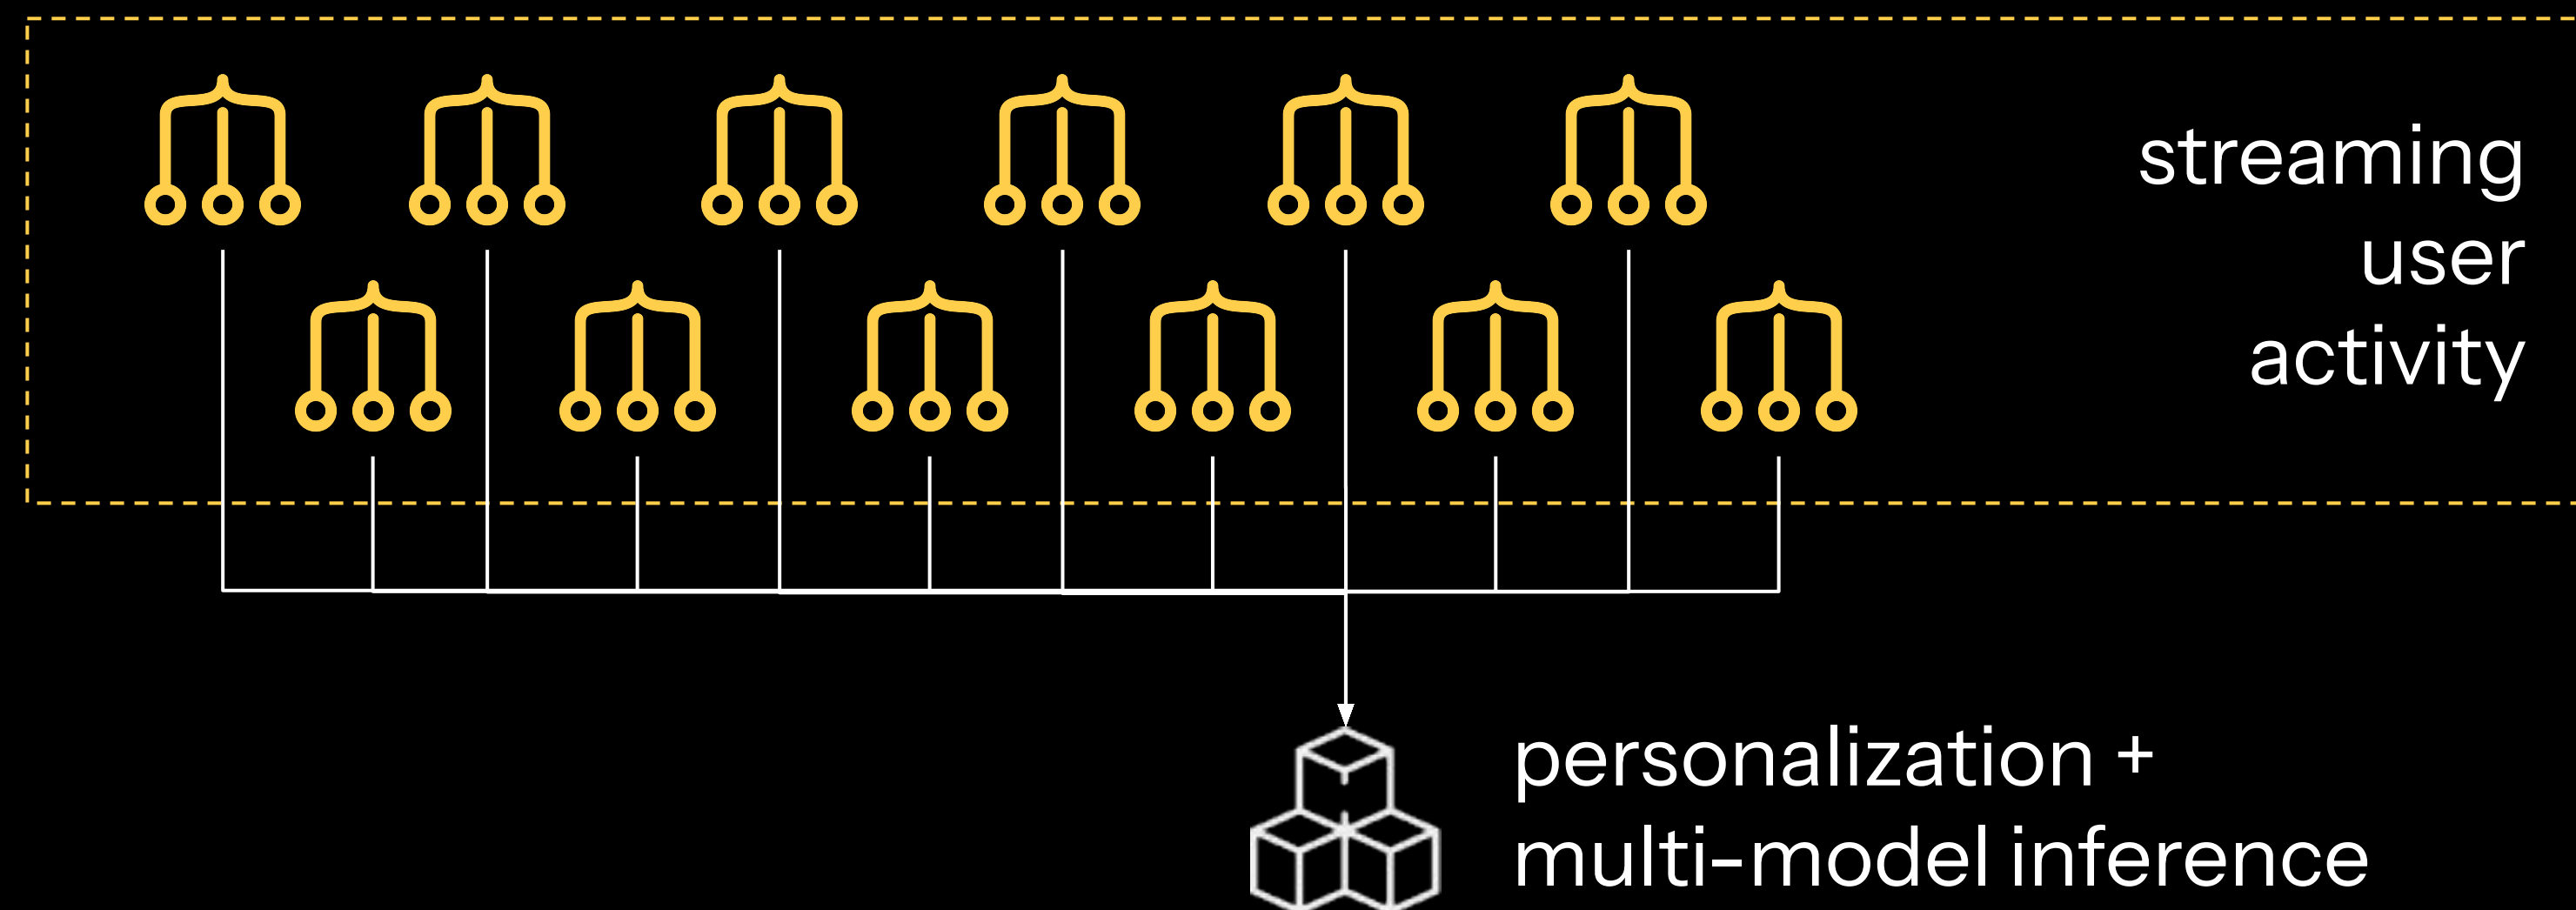 streaming
user
activity
personalization +
multi-model inference